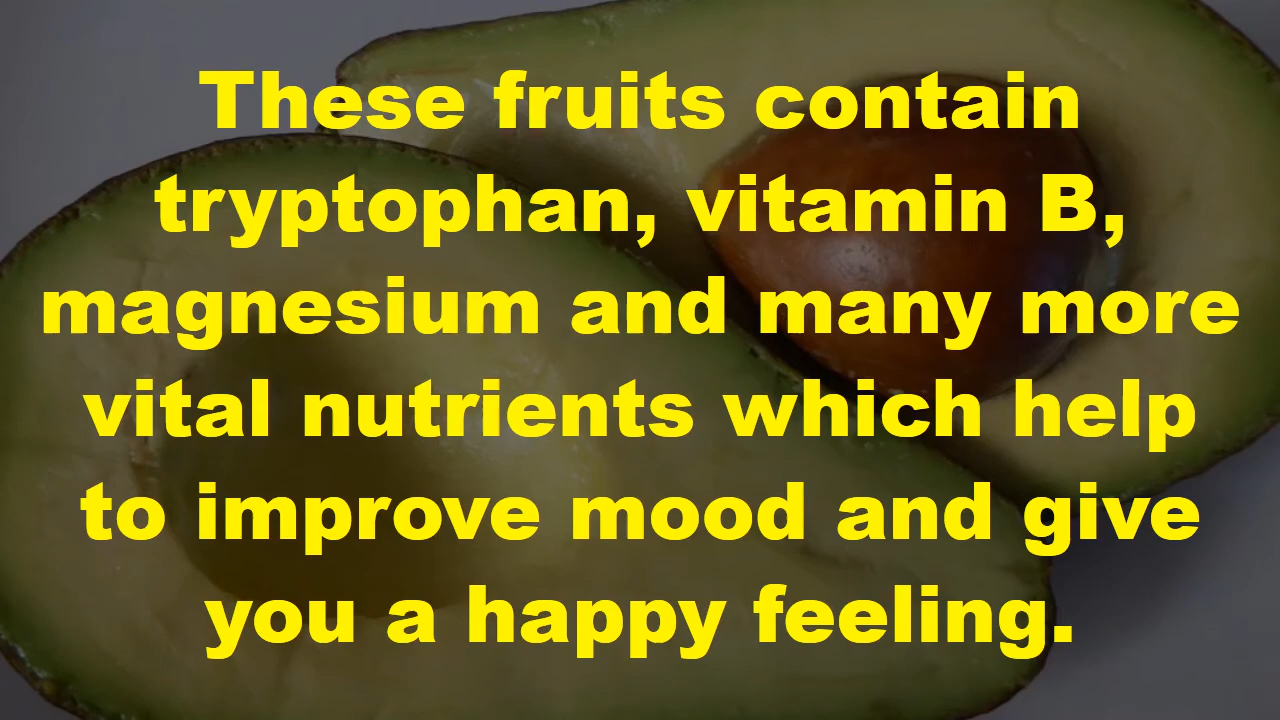 These fruits contain
tryptophan, vitamin B,
magnesium and many more
vital nutrients which help
to improve mood and give
you a happy feeling.